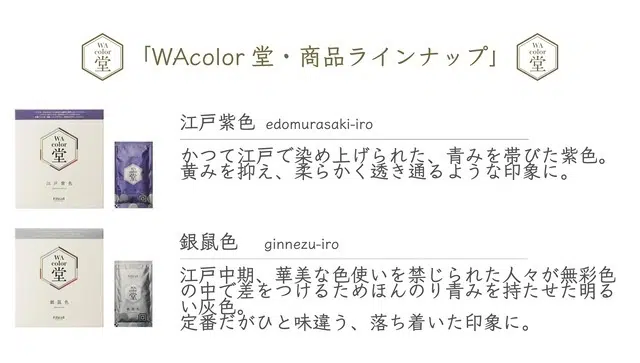 WA
color
堂
「WAcolor 堂・商品ラインナップ」
WA
color
堂
江戸紫色 edomurasaki-iro
かつて江戸で染め上げられた、青みを帯びた紫色。
黄みを抑え、柔らかく透き通るような印象に。
WA
color
堂
江戸紫色
銀鼠色 ginnezu-iro
江戸中期、華美な色使いを禁じられた人々が無彩色
の中で差をつけるためほんのり青みを持たせた明る
い灰色。
定番だがひと味違う、落ち着いた印象に。
WA
color
堂
銀鼠色